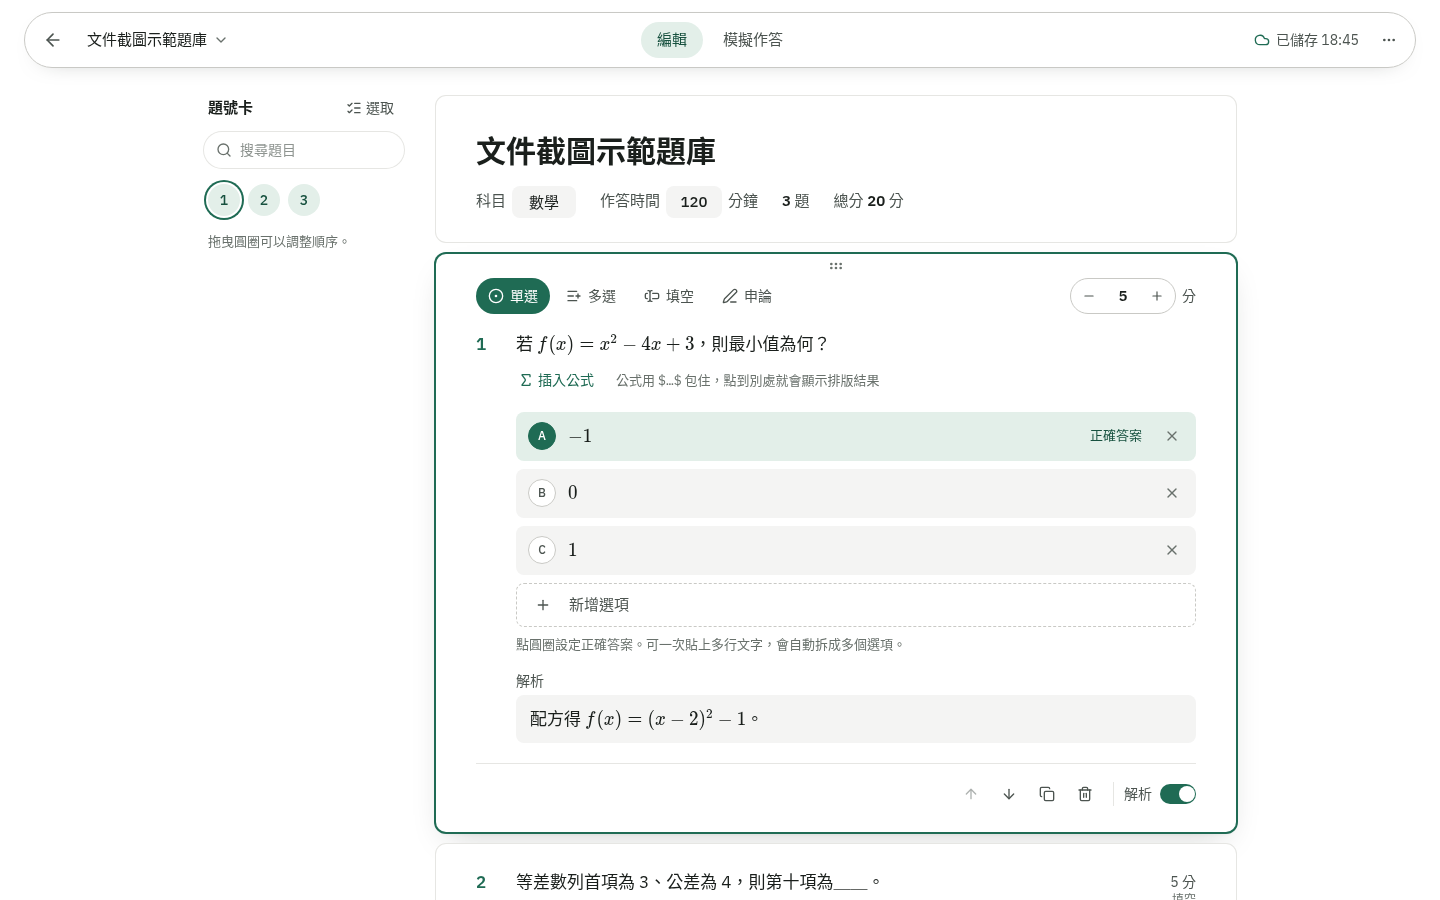 文件截圖示範題庫
編輯
模擬作答
已儲存 18:45
題號卡
選取
搜尋題目
1 2 3
拖曳圓圈可以調整順序。
文件截圖示範題庫
科目 數學 作答時間 120 分鐘 3 題 總分 20 分
單選 多選 填空 申論 − 5 + 分
1 若 f(x) = x² − 4x + 3，則最小值為何？
Σ 插入公式 公式用 $…$ 包住，點到別處就會顯示排版結果
A −1 正確答案
B 0
C 1
+ 新增選項
點圓圈設定正確答案。可一次貼上多行文字，會自動拆成多個選項。
解析
配方得 f(x) = (x − 2)² − 1。
解析
2 等差數列首項為 3、公差為 4，則第十項為____。 5 分
填空